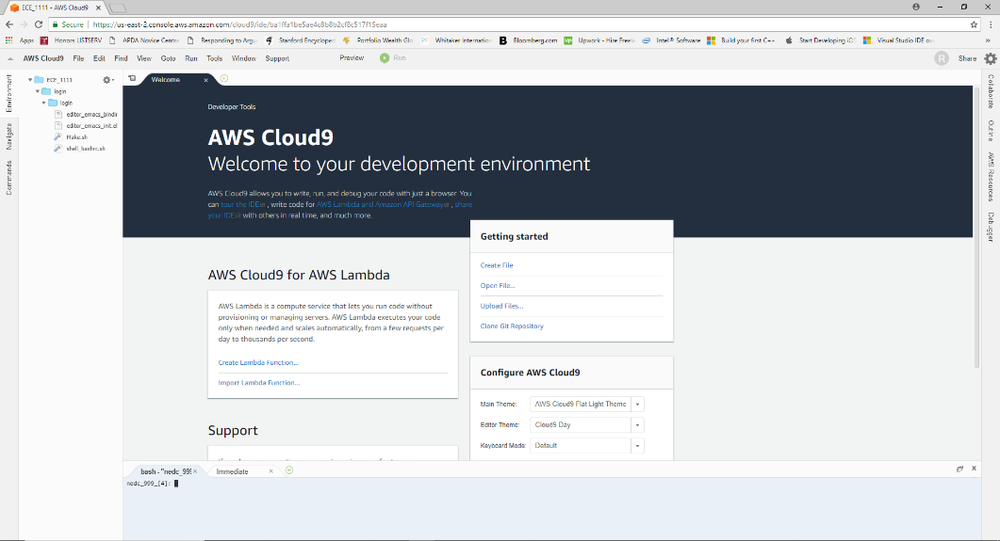 ECE_1111 - AWS Cloud9
Secure | https://us-east-2.console.aws.amazon.com/cloud9/ide/ba1ffa1be5ae4c8b8b2cf8c517f15eaa
Apps Honors LISTSERV APDA Novice Centre Responding to Argu Stanford Encyclopedi Portfolio Wealth Glo Whitaker Internation Bloomberg.com Upwork - Hire Freela Intel® Software Build your first C++ Start Developing iOS Visual Studio IDE ov »
AWS Cloud9 File Edit Find View Goto Run Tools Window Support Preview Run R Share
Environment
Navigate
Commands
ECE_1111
login
login
editor_emacs_bindin
editor_emacs_init.el
Make.sh
shell_bashrc.sh
Welcome
Developer Tools
AWS Cloud9
Welcome to your development environment
AWS Cloud9 allows you to write, run, and debug your code with just a browser. You
can tour the IDE , write code for AWS Lambda and Amazon API Gateway , share
your IDE with others in real time, and much more.
Getting started
Create File
Open File...
Upload Files...
Clone Git Repository
AWS Cloud9 for AWS Lambda
AWS Lambda is a compute service that lets you run code without
provisioning or managing servers. AWS Lambda executes your code
only when needed and scales automatically, from a few requests per
day to thousands per second.
Create Lambda Function...
Import Lambda Function...
Configure AWS Cloud9
Main Theme: AWS Cloud9 Flat Light Theme
Editor Theme: Cloud9 Day
Keyboard Mode: Default
Support
Collaborate
Outline
AWS Resources
Debugger
bash - "nedc_999 Immediate
nedc_999_[4]: